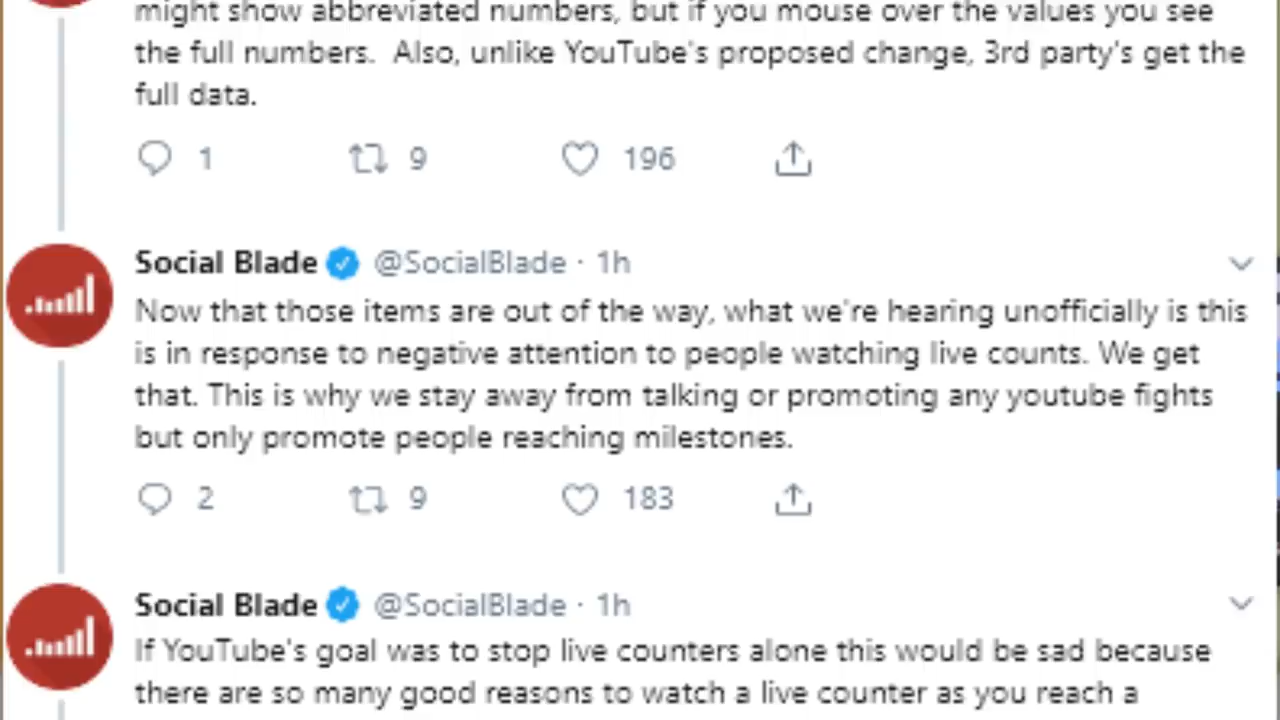 might show abbreviated numbers, but if you mouse over the values you see
the full numbers.  Also, unlike YouTube's proposed change, 3rd party's get the
full data.
1 9 196
Social Blade @SocialBlade · 1h
Now that those items are out of the way, what we're hearing unofficially is this
is in response to negative attention to people watching live counts. We get
that. This is why we stay away from talking or promoting any youtube fights
but only promote people reaching milestones.
2 9 183
Social Blade @SocialBlade · 1h
If YouTube's goal was to stop live counters alone this would be sad because
there are so many good reasons to watch a live counter as you reach a